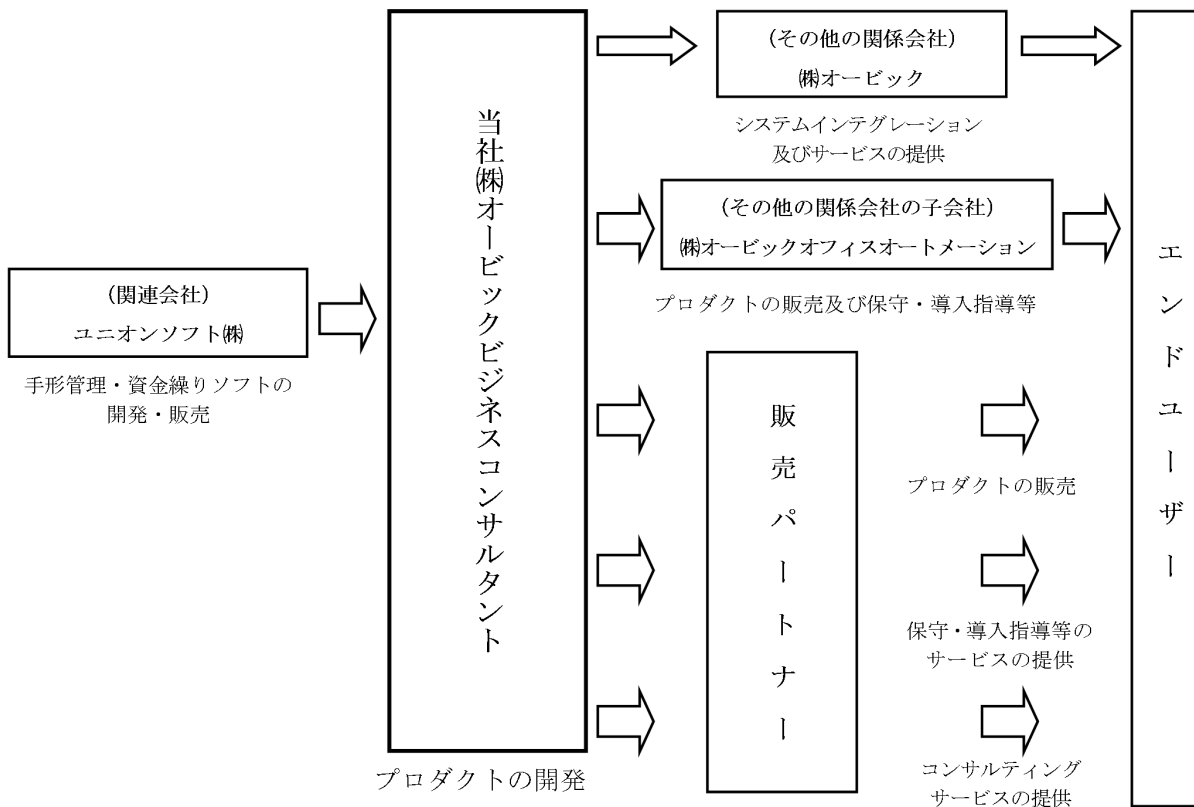 (関連会社)
ユニオンソフト㈱
手形管理・資金繰りソフトの
開発・販売
当社㈱オービックビジネスコンサルタント
プロダクトの開発
(その他の関係会社)
㈱オービック
システムインテグレーション
及びサービスの提供
(その他の関係会社の子会社)
㈱オービックオフィスオートメーション
プロダクトの販売及び保守・導入指導等
販売パートナー
プロダクトの販売
保守・導入指導等の
サービスの提供
コンサルティング
サービスの提供
エンドユーザー